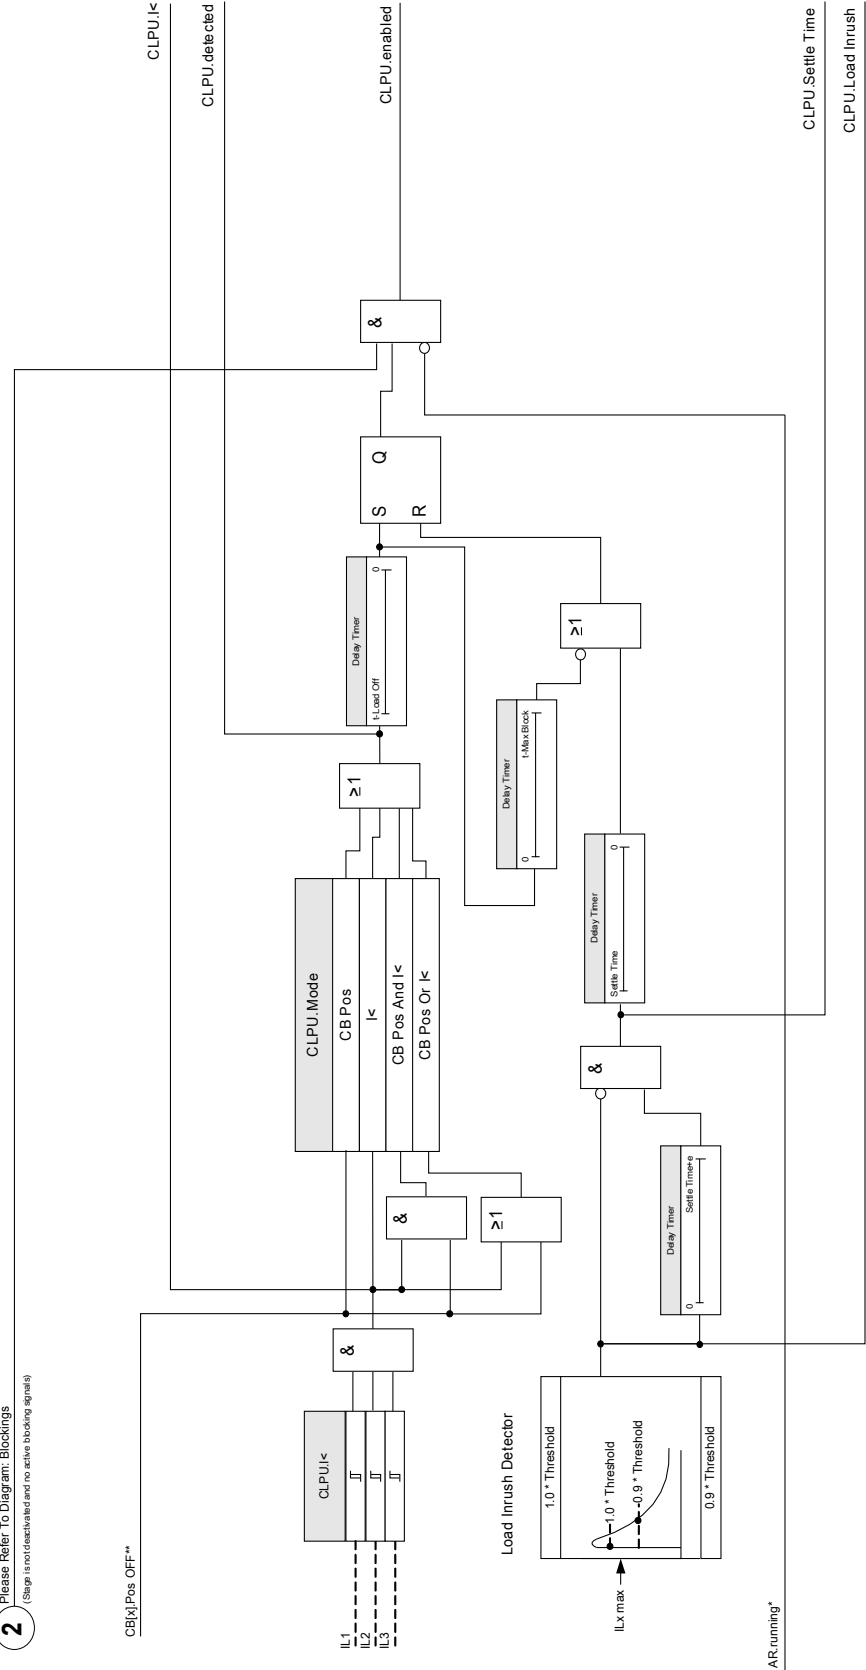 2
Please Refer To Diagram: Blockings
(Stage is not deactivated and no active blocking signals)
CB[x].Pos OFF**
IL1
IL2
IL3
CLPU.I<
&
&
≥1
CLPU.Mode
CB Pos
I<
CB Pos And I<
CB Pos Or I<
≥1
Delay Timer
t-Load Off
0
S
R
Q
&
CLPU.I<
CLPU.detected
CLPU.enabled
Delay Timer
0
t-Max Block
≥1
Load Inrush Detector
ILx max
1.0 * Threshold
1.0 * Threshold
0.9 * Threshold
0.9 * Threshold
Delay Timer
0
Settle Time+e
&
Delay Timer
Settle Time
0
AR.running*
CLPU.Settle Time
CLPU.Load Inrush